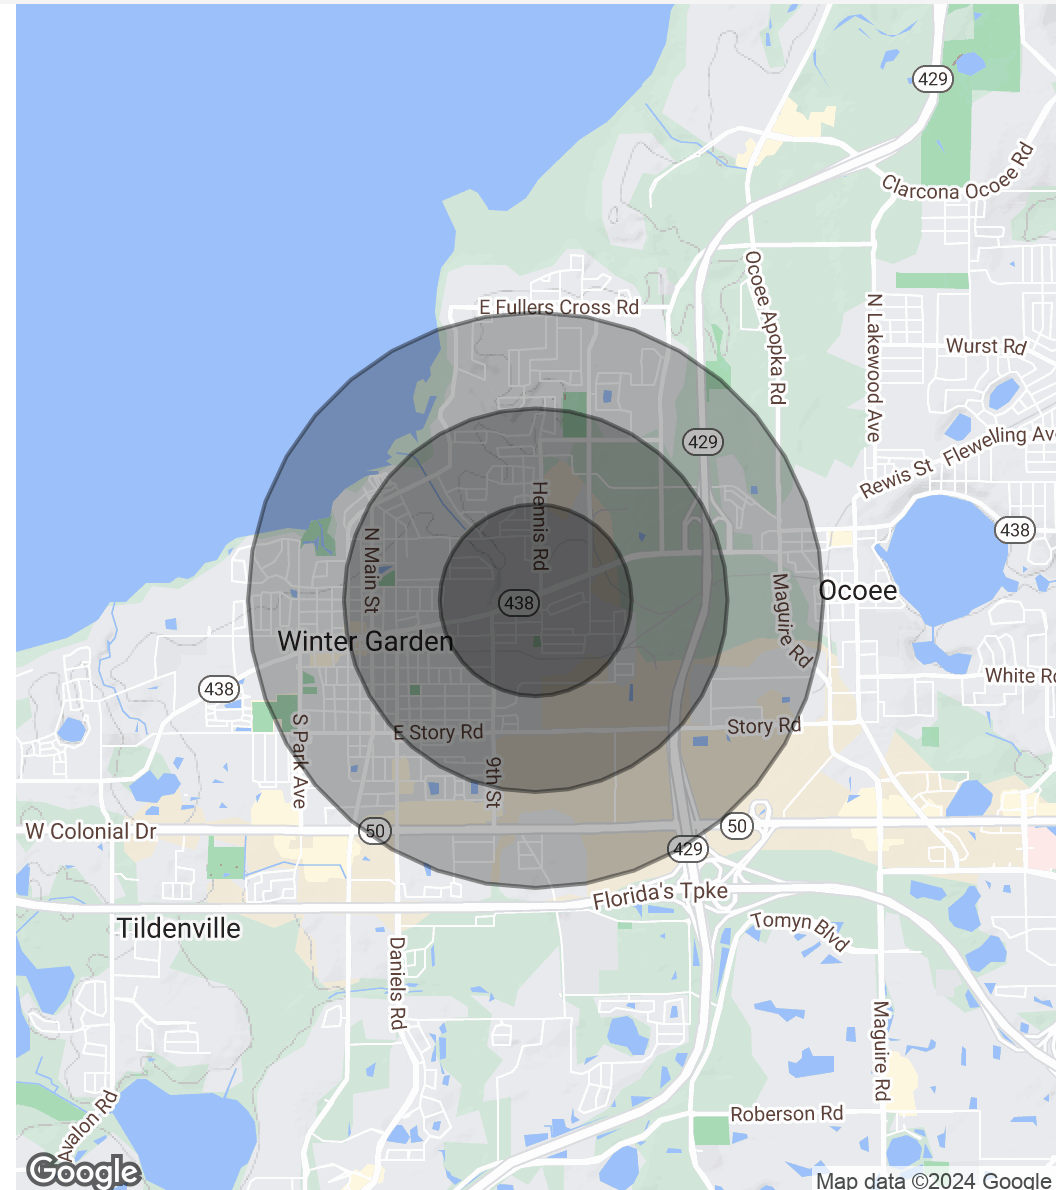 429
Clarcona Ocoee Rd
Ocoee Apopka Rd
E Fullers Cross Rd
N Lakewood Ave
Wurst Rd
Flewelling Av
Rewis St
429
438
Hennis Rd
N Main St
438
Ocoee
Maguire Rd
Winter Garden
438
White Rd
S Park Ave
E Story Rd
Story Rd
9th St
W Colonial Dr
50
50
429
Florida's Tpke
Tildenville
Tomyn Blvd
Daniels Rd
Maguire Rd
Avalon Rd
Roberson Rd
Google
Map data ©2024 Google